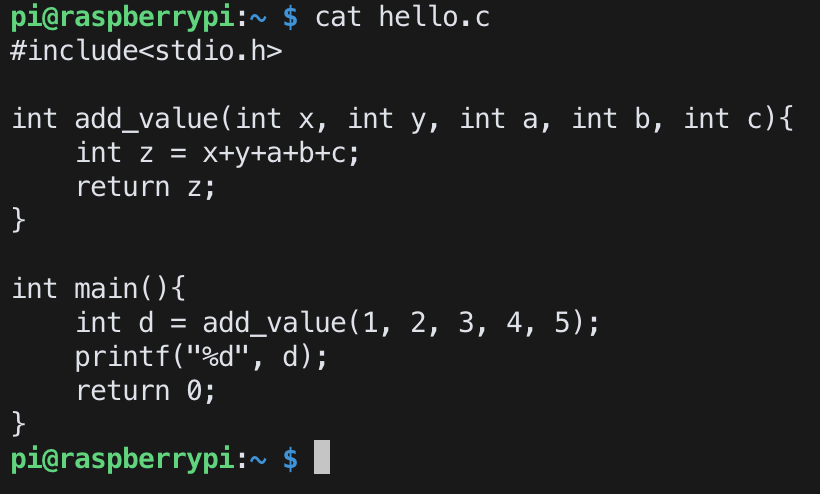 pi@raspberrypi:~ $ cat hello.c
#include<stdio.h>

int add_value(int x, int y, int a, int b, int c){
    int z = x+y+a+b+c;
    return z;
}

int main(){
    int d = add_value(1, 2, 3, 4, 5);
    printf("%d", d);
    return 0;
}
pi@raspberrypi:~ $